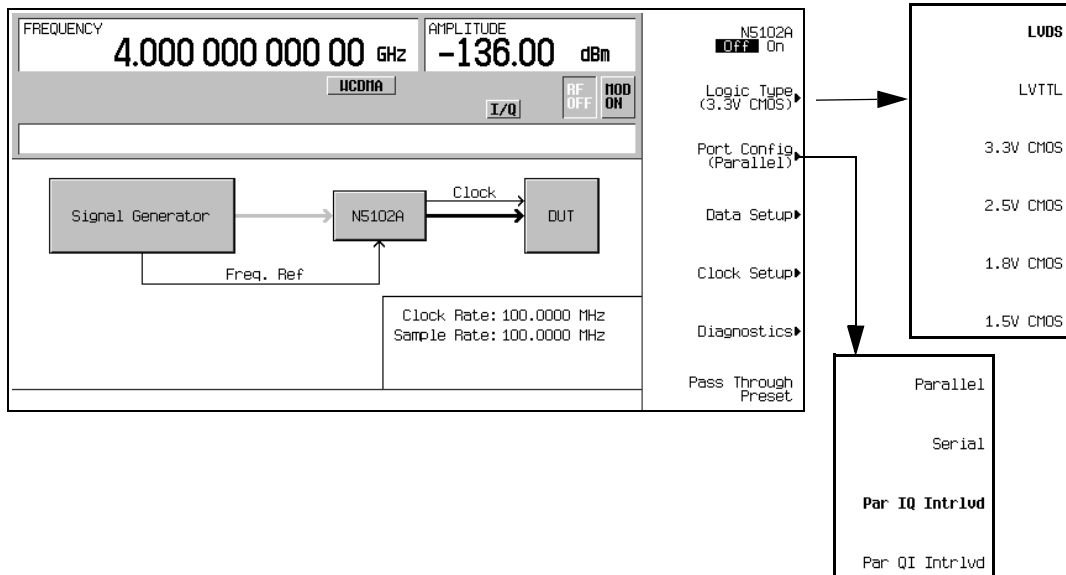 FREQUENCY
4.000 000 000 00 GHz
AMPLITUDE
-136.00 dBm
WCDMA
I/Q
RF OFF
MOD ON
Signal Generator
N5102A
Clock
DUT
Freq. Ref
Clock Rate: 100.0000 MHz
Sample Rate: 100.0000 MHz
N5102A
Off On
Logic Type
(3.3V CMOS)
Port Config
(Parallel)
Data Setup
Clock Setup
Diagnostics
Pass Through
Preset
LVDS
LVTTL
3.3V CMOS
2.5V CMOS
1.8V CMOS
1.5V CMOS
Parallel
Serial
Par IQ Intrlvd
Par QI Intrlvd